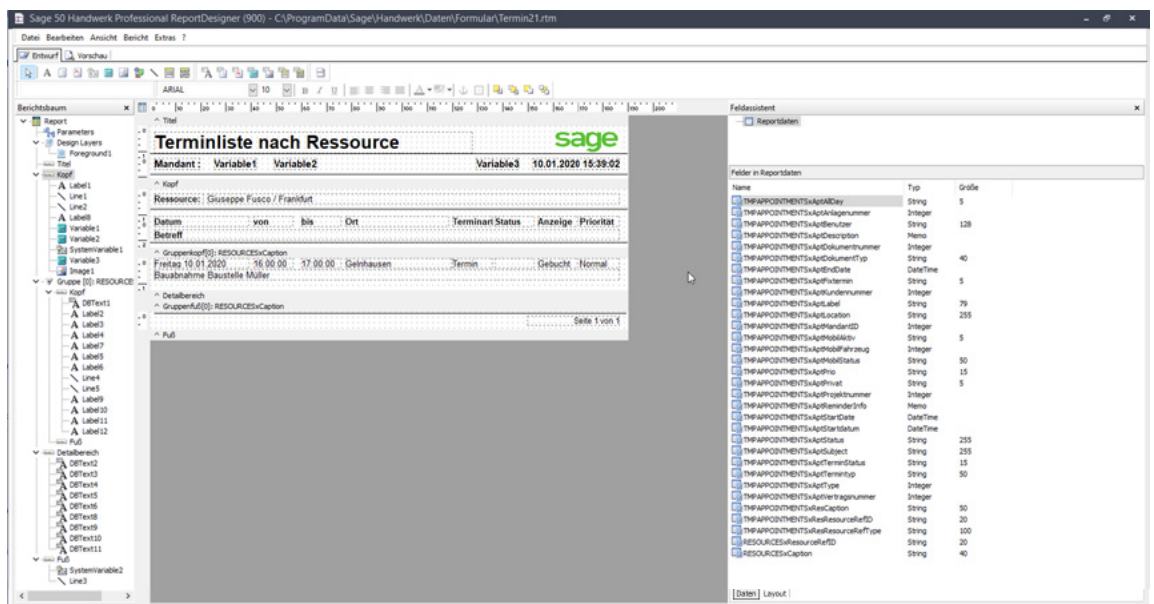 Sage 50 Handwerk Professional ReportDesigner (900) - C:\ProgramData\Sage\Handwerk\Daten\Formular\Termin21.rtm
Datei Bearbeiten Ansicht Bericht Extras ?
Entwurf Vorschau
ARIAL 10
Berichtsbaum
Report
Parameters
Design Layers
Foreground1
Titel
Kopf
Label1
Line1
Line2
Label8
Variable1
Variable2
SystemVariable1
Variable3
Image1
Gruppe [0]: RESOURCE
Kopf
DBText1
Label2
Label3
Label4
Label7
Label5
Label6
Line4
Line5
Label9
Label10
Label11
Label12
Fuß
Detailbereich
DBText2
DBText3
DBText4
DBText5
DBText6
DBText8
DBText9
DBText10
DBText11
Fuß
SystemVariable2
Line3
^ Titel
Terminliste nach Ressource
sage
Mandant : Variable1 Variable2 Variable3 10.01.2020 15:39:02
^ Kopf
Ressource: Giuseppe Fusco / Frankfurt
Datum von bis Ort Terminart Status Anzeige Priorität
Betreff
^ Gruppenkopf[0]: RESOURCESxCaption
Freitag 10.01.2020 16:00:00 17:00:00 Gelnhausen Termin Gebucht Normal
Bauabnahme Baustelle Müller
^ Detailbereich
^ Gruppenfuß[0]: RESOURCESxCaption
Seite 1 von 1
^ Fuß
Feldassistent
Reportdaten
Felder in Reportdaten
Name Typ Größe
TMPAPPOINTMENTSxAptAllDay String 5
TMPAPPOINTMENTSxAptAnlagenummer Integer
TMPAPPOINTMENTSxAptBenutzer String 128
TMPAPPOINTMENTSxAptDescription Memo
TMPAPPOINTMENTSxAptDokumentnummer Integer
TMPAPPOINTMENTSxAptDokumentTyp String 40
TMPAPPOINTMENTSxAptEndDate DateTime
TMPAPPOINTMENTSxAptFixtermin String 5
TMPAPPOINTMENTSxAptKundennummer Integer
TMPAPPOINTMENTSxAptLabel String 79
TMPAPPOINTMENTSxAptLocation String 255
TMPAPPOINTMENTSxAptMandantID Integer
TMPAPPOINTMENTSxAptMobilAktiv String 5
TMPAPPOINTMENTSxAptMobilFahrzeug Integer
TMPAPPOINTMENTSxAptMobilStatus String 50
TMPAPPOINTMENTSxAptPrio String 15
TMPAPPOINTMENTSxAptPrivat String 5
TMPAPPOINTMENTSxAptProjektnummer Integer
TMPAPPOINTMENTSxAptReminderInfo Memo
TMPAPPOINTMENTSxAptStartDate DateTime
TMPAPPOINTMENTSxAptStartdatum DateTime
TMPAPPOINTMENTSxAptStatus String 255
TMPAPPOINTMENTSxAptSubject String 255
TMPAPPOINTMENTSxAptTerminStatus String 15
TMPAPPOINTMENTSxAptTermintyp String 50
TMPAPPOINTMENTSxAptType Integer
TMPAPPOINTMENTSxAptVertragsnummer Integer
TMPAPPOINTMENTSxResCaption String 50
TMPAPPOINTMENTSxResResourceRefID String 20
TMPAPPOINTMENTSxResResourceRefType String 100
RESOURCESxResourceRefID String 20
RESOURCESxCaption String 40
Daten Layout